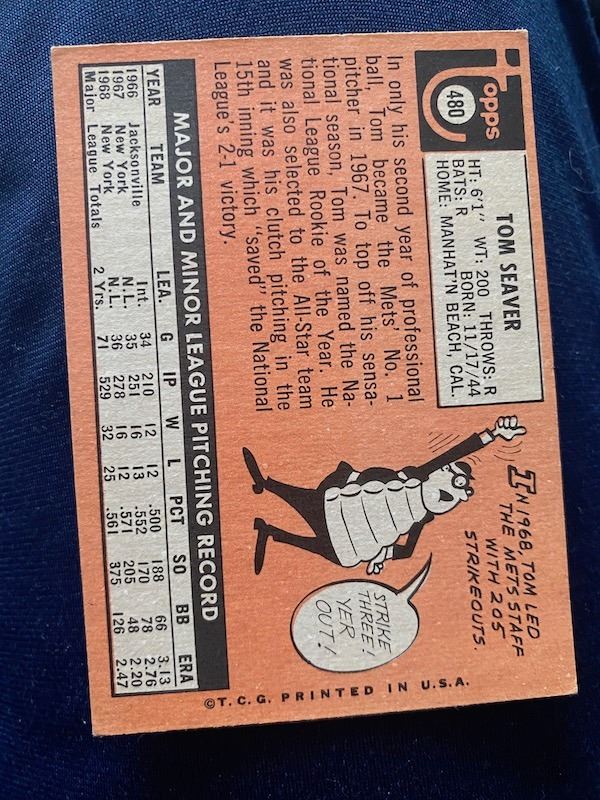 Topps
480
TOM SEAVER
HT: 6'1" WT: 200 THROWS: R
BATS: R BORN: 11/17/44
HOME: MANHAT'N BEACH, CAL.
In only his second year of professional
ball, Tom became the Mets' No. 1
pitcher in 1967. To top off his sensa-
tional season, Tom was named the Na-
tional League Rookie of the Year. He
was also selected to the All-Star team
and it was his clutch pitching in the
15th inning which "saved" the National
League's 2-1 victory.
IN 1968, TOM LED
THE METS STAFF
WITH 205
STRIKEOUTS.
STRIKE
THREE!
YER
OUT!
MAJOR AND MINOR LEAGUE PITCHING RECORD
YEAR TEAM LEA. G IP W L PCT SO BB ERA
1966 Jacksonville Int. 34 210 12 12 .500 188 66 3.13
1967 New York N.L. 35 251 16 13 .552 170 78 2.76
1968 New York N.L. 36 278 16 12 .571 205 48 2.20
Major League Totals 2 Yrs. 71 529 32 25 .561 375 126 2.47
©T.C.G. PRINTED IN U.S.A.